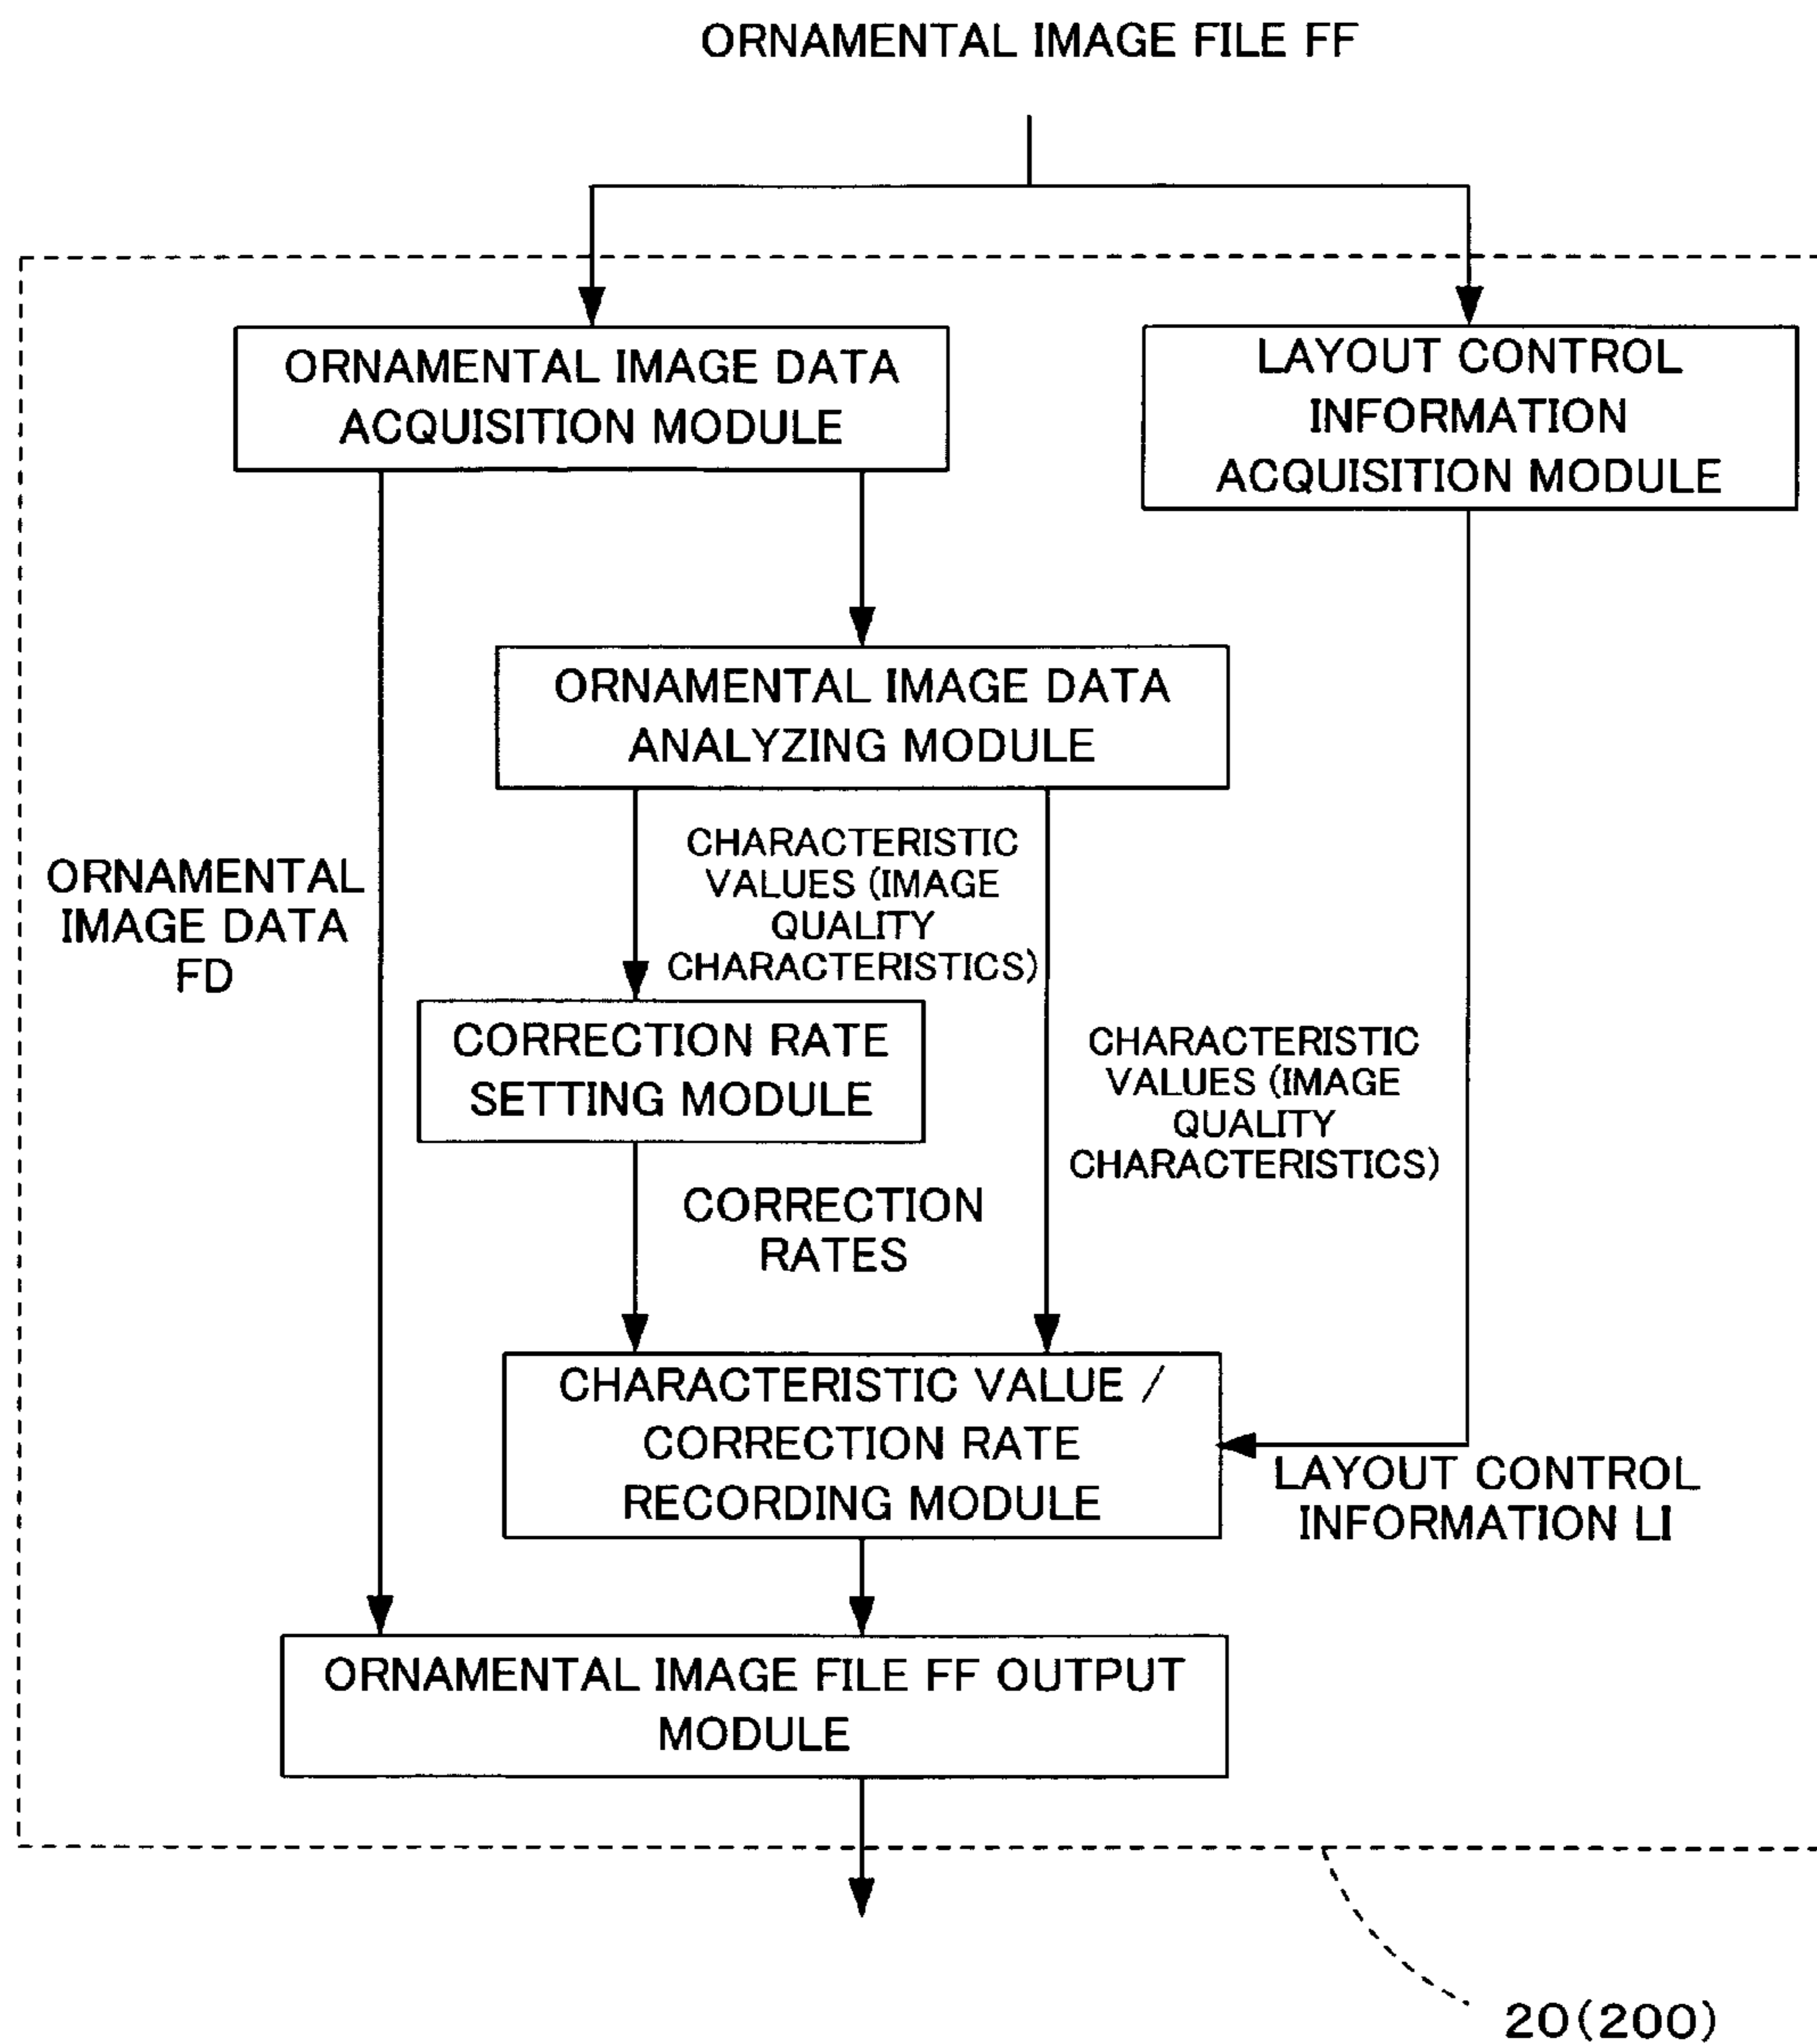 ORNAMENTAL IMAGE FILE FF
ORNAMENTAL IMAGE DATA
ACQUISITION MODULE
LAYOUT CONTROL
INFORMATION
ACQUISITION MODULE
ORNAMENTAL IMAGE DATA
ANALYZING MODULE
ORNAMENTAL
IMAGE DATA
FD
CHARACTERISTIC
VALUES (IMAGE
QUALITY
CHARACTERISTICS)
CORRECTION RATE
SETTING MODULE
CHARACTERISTIC
VALUES (IMAGE
QUALITY
CHARACTERISTICS)
CORRECTION
RATES
CHARACTERISTIC VALUE /
CORRECTION RATE
RECORDING MODULE
LAYOUT CONTROL
INFORMATION LI
ORNAMENTAL IMAGE FILE FF OUTPUT
MODULE
20(200)